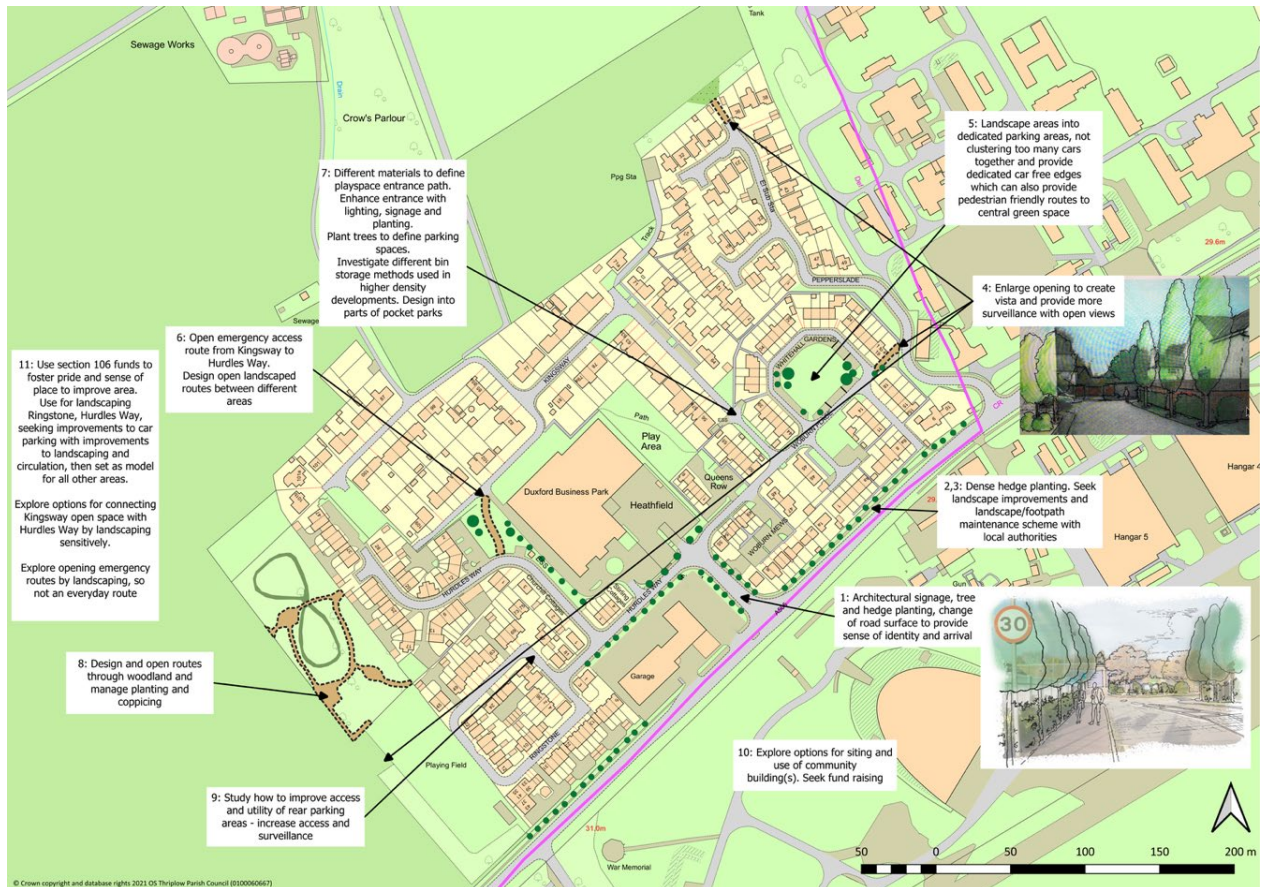 Sewage Works
Drain
Crow's Parlour
Tank
Ppg Sta
Track
El Sub Sta
Def
29.6m
5: Landscape areas into
dedicated parking areas, not
clustering too many cars
together and provide
dedicated car free edges
which can also provide
pedestrian friendly routes to
central green space
7: Different materials to define
playspace entrance path.
Enhance entrance with
lighting, signage and
planting.
Plant trees to define parking
spaces.
Investigate different bin
storage methods used in
higher density
developments. Design into
parts of pocket parks
PEPPERSLADE
4: Enlarge opening to create
vista and provide more
surveillance with open views
Sewage
6: Open emergency access
route from Kingsway to
Hurdles Way.
Design open landscaped
routes between different
areas
KINGSWAY
WHITEHALL
GARDENS
CR
11: Use section 106 funds to
foster pride and sense of
place to improve area.
Use for landscaping
Ringstone, Hurdles Way,
seeking improvements to car
parking with improvements
to landscaping and
circulation, then set as model
for all other areas.
Explore options for connecting
Kingsway open space with
Hurdles Way by landscaping
sensitively.
Explore opening emergency
routes by landscaping, so
not an everyday route
Path
Play
Area
WOBURN
Queens
Row
Hangar 4
Duxford Business Park
Heathfield
2,3: Dense hedge planting. Seek
landscape improvements and
landscape/footpath
maintenance scheme with
local authorities
29.
Hangar 5
WOBURN MEWS
ESS
HURDLES WAY
Cottages
HURDLES WAY
Gun
1: Architectural signage, tree
and hedge planting, change
of road surface to provide
sense of identity and arrival
30
8: Design and open routes
through woodland and
manage planting and
coppicing
Garage
RINGSTONE
Playing Field
10: Explore options for siting and
use of community
building(s). Seek fund raising
9: Study how to improve access
and utility of rear parking
areas - increase access and
surveillance
31.0m
War Memorial
50 0 50 100 150 200 m
© Crown copyright and database rights 2021 OS Thriplow Parish Council (0100060667)